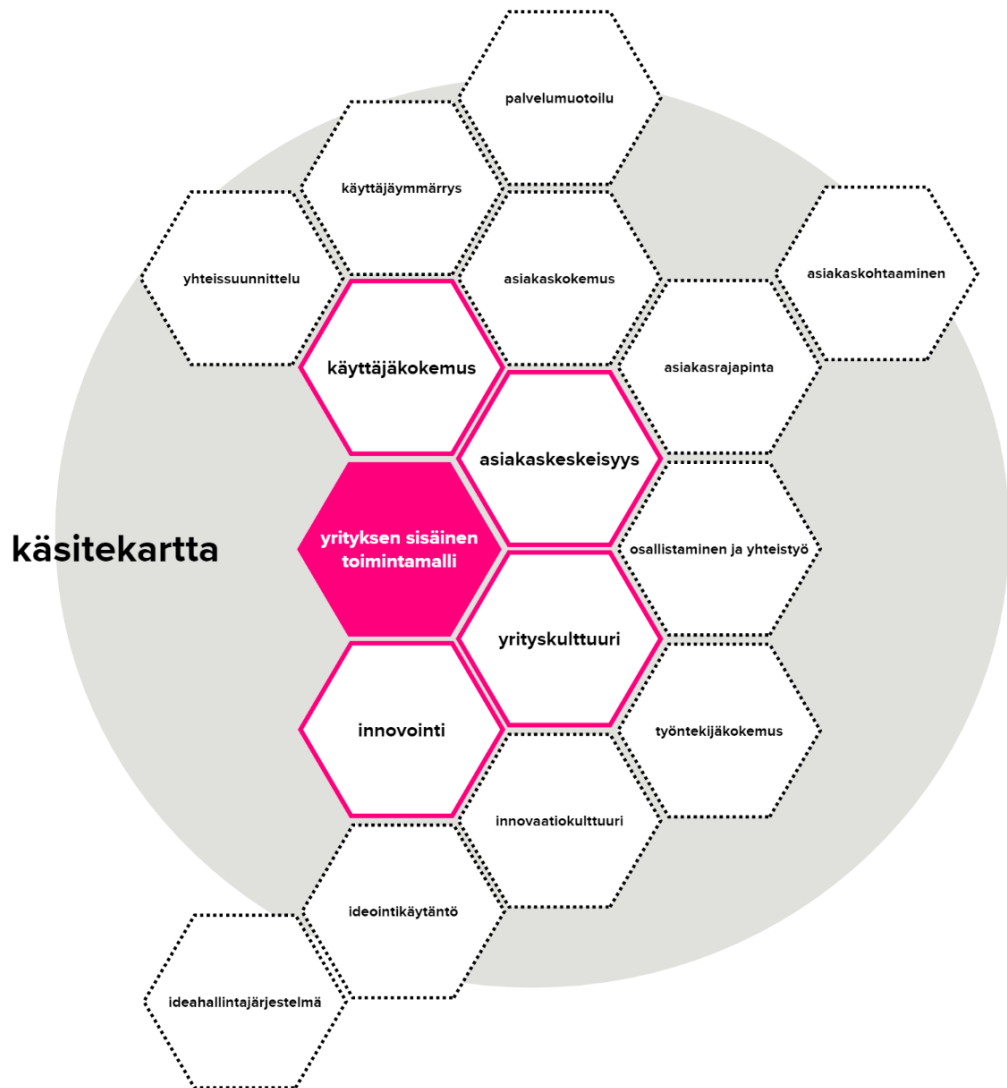 palvelumuotoilu
käyttäjäymmärrys
yhteissuunnittelu
asiakaskokemus
asiakaskohtaaminen
käyttäjäkokemus
asiakasrajapinta
asiakaskeskeisyys
käsitekartta
yrityksen sisäinen
toimintamalli
osallistaminen ja yhteistyö
yrityskulttuuri
innovointi
työntekijäkokemus
innovaatiokulttuuri
ideointikäytäntö
ideahallintajärjestelmä